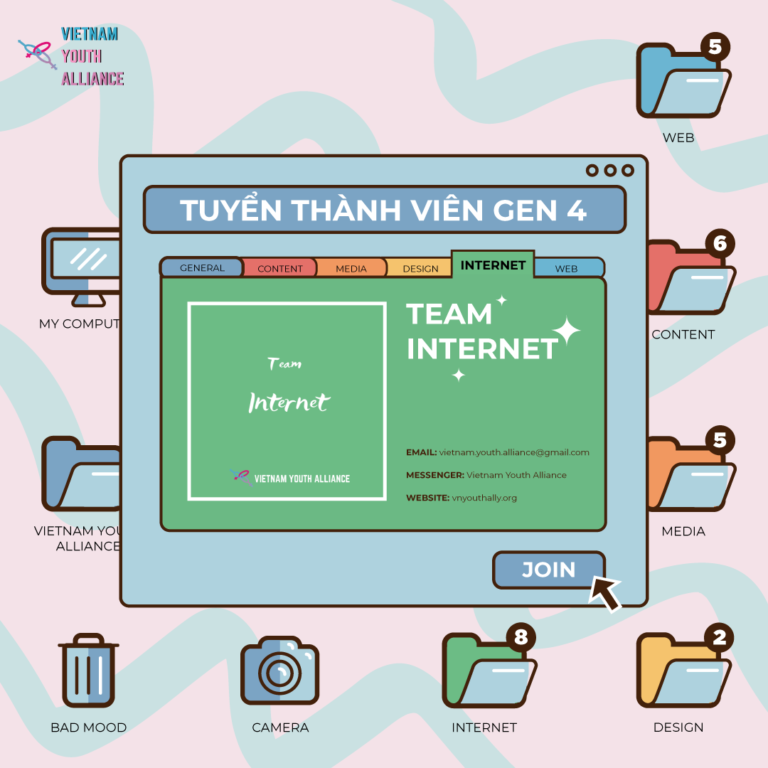 VIETNAM
YOUTH
ALLIANCE
5
WEB
TUYỂN THÀNH VIÊN GEN 4
GENERAL
CONTENT
MEDIA
DESIGN
INTERNET
WEB
TEAM
INTERNET
Team
Internet
VIETNAM YOUTH ALLIANCE
EMAIL: vietnam.youth.alliance@gmail.com
MESSENGER: Vietnam Youth Alliance
WEBSITE: vnyouthally.org
JOIN
MY COMPUT
6
CONTENT
VIETNAM YOU
ALLIANCE
5
MEDIA
BAD MOOD
CAMERA
8
INTERNET
2
DESIGN